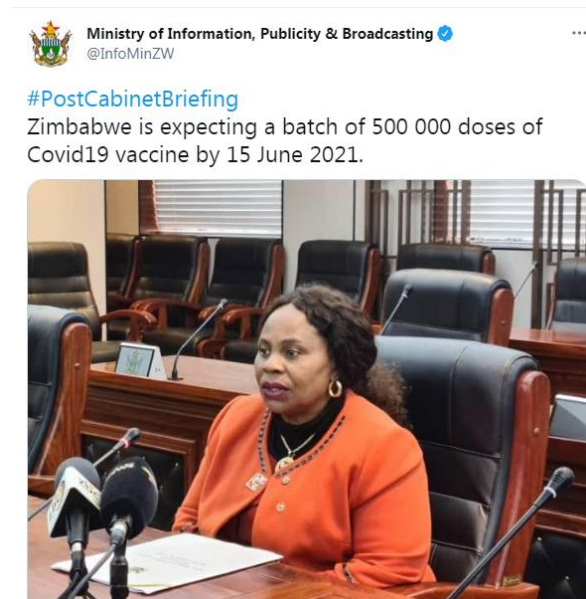 Ministry of Information, Publicity & Broadcasting
@InfoMinZW
#PostCabinetBriefing
Zimbabwe is expecting a batch of 500 000 doses of
Covid19 vaccine by 15 June 2021.